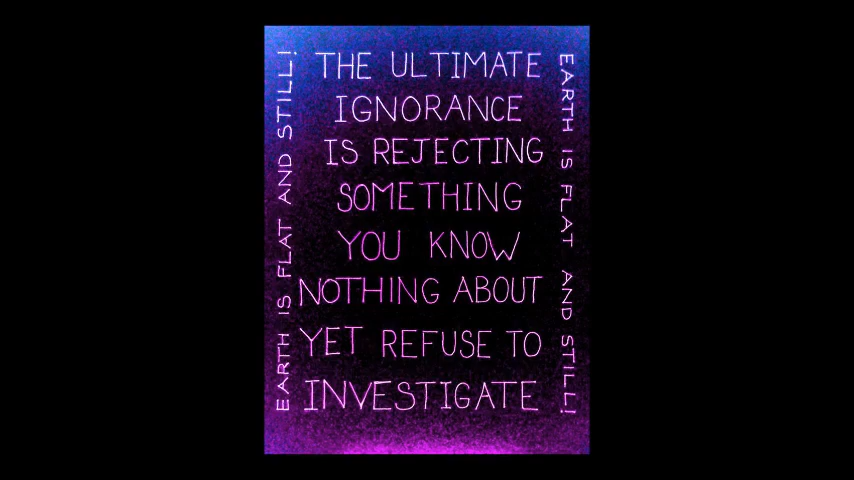 THE ULTIMATE
IGNORANCE
IS REJECTING
SOMETHING
YOU KNOW
NOTHING ABOUT
YET REFUSE TO
INVESTIGATE
EARTH IS FLAT AND STILL!
EARTH IS FLAT AND STILL!